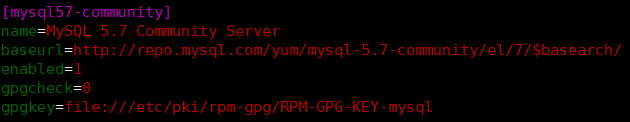 [mysql57-community]
name=MySQL 5.7 Community Server
baseurl=http://repo.mysql.com/yum/mysql-5.7-community/el/7/$basearch/
enabled=1
gpgcheck=0
gpgkey=file:///etc/pki/rpm-gpg/RPM-GPG-KEY-mysql